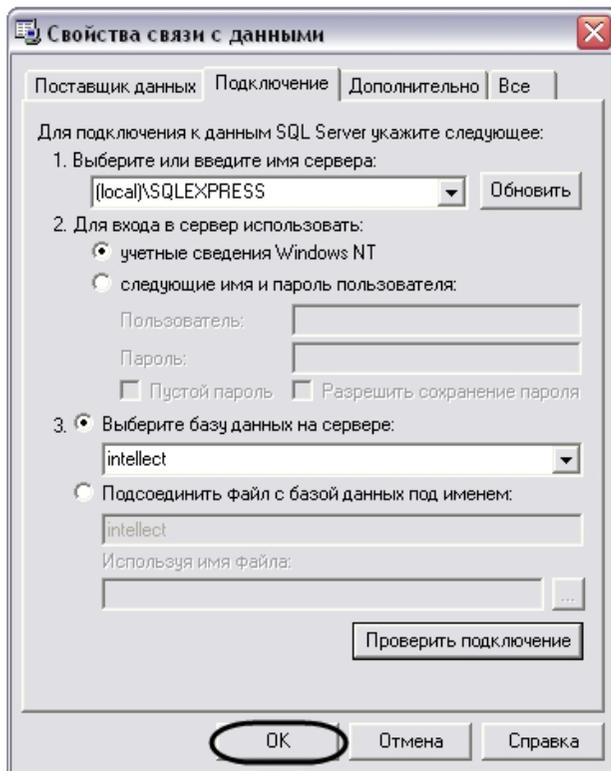 Свойства связи с данными
Поставщик данных Подключение Дополнительно Все
Для подключения к данным SQL Server укажите следующее:
1. Выберите или введите имя сервера:
(local)\SQLEXPRESS Обновить
2. Для входа в сервер использовать:
учетные сведения Windows NT
следующие имя и пароль пользователя:
Пользователь:
Пароль:
Пустой пароль Разрешить сохранение пароля
3. Выберите базу данных на сервере:
intellect
Подсоединить файл с базой данных под именем:
intellect
Используя имя файла:
...
Проверить подключение
OK Отмена Справка